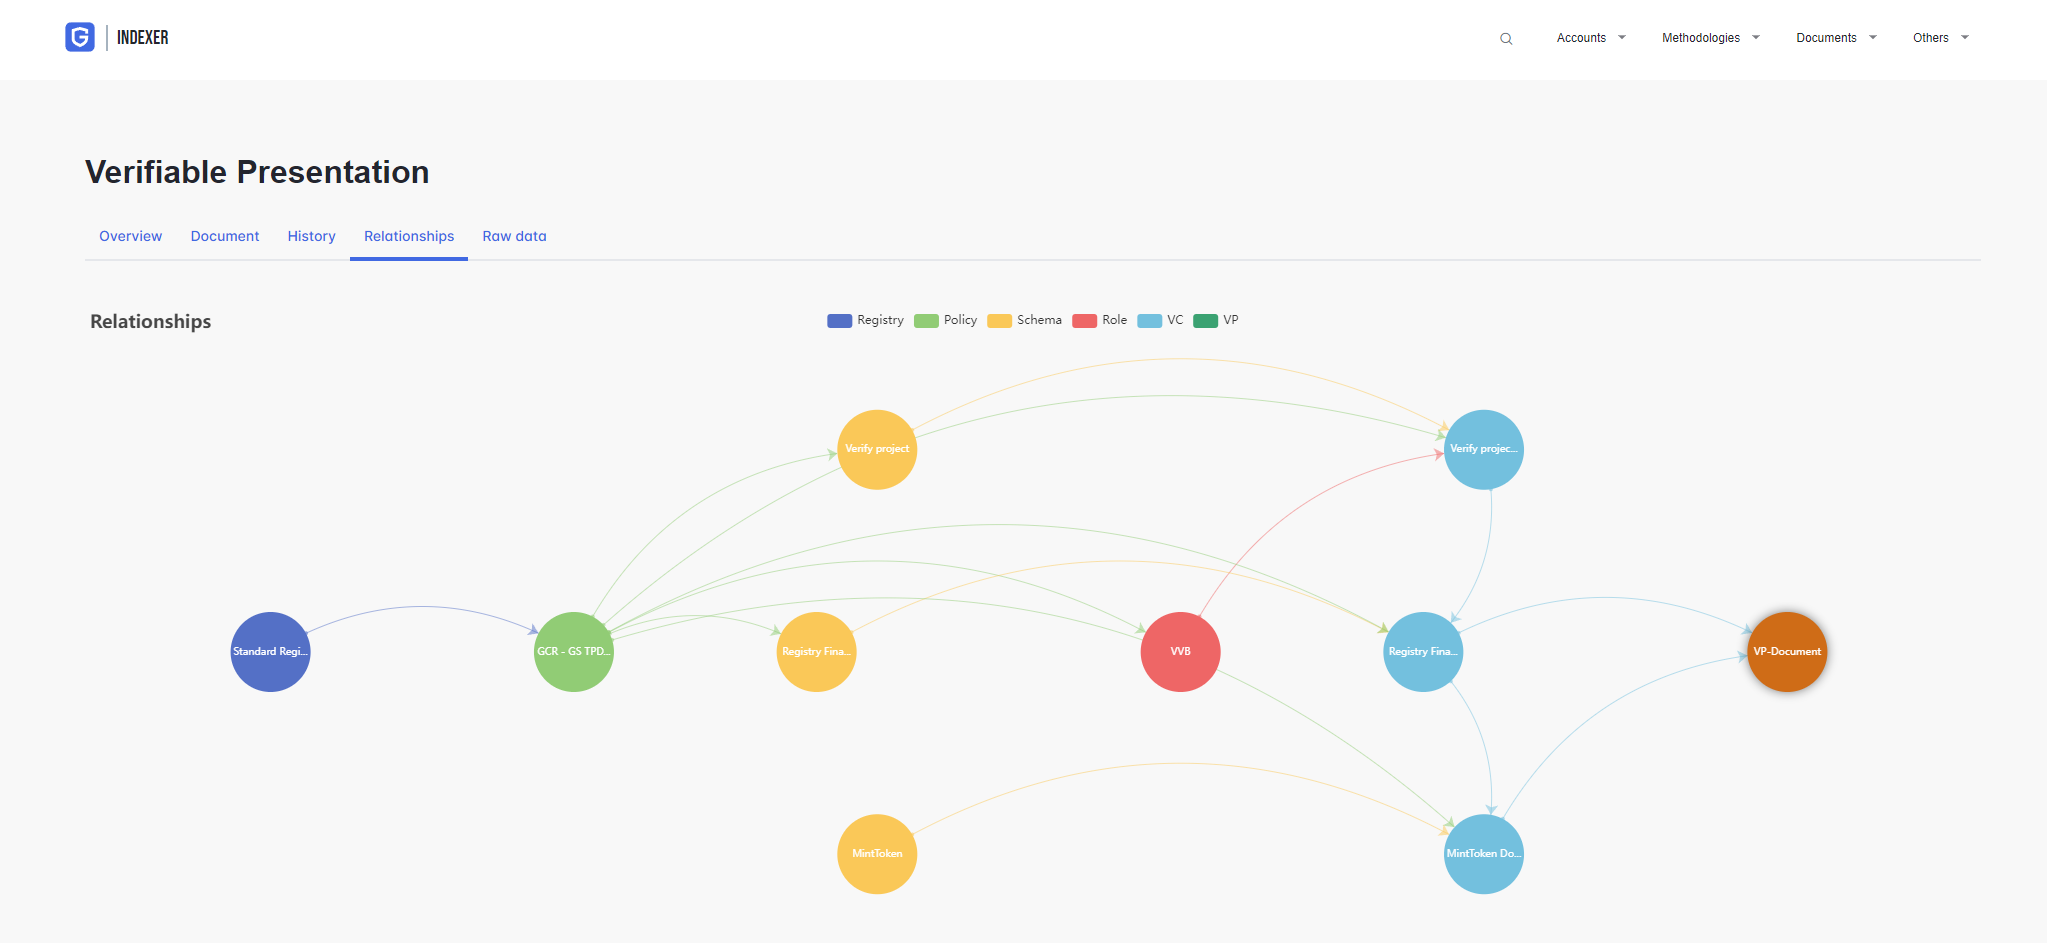 INDEXER
Accounts
Methodologies
Documents
Others
Verifiable Presentation
Overview
Document
History
Relationships
Raw data
Relationships
Registry
Policy
Schema
Role
VC
VP
Verify project
Verify projec...
Standard Regi...
GCR - GS TPD...
Registry Fina...
VVB
Registry Fina...
VP-Document
MintToken
MintToken Do...